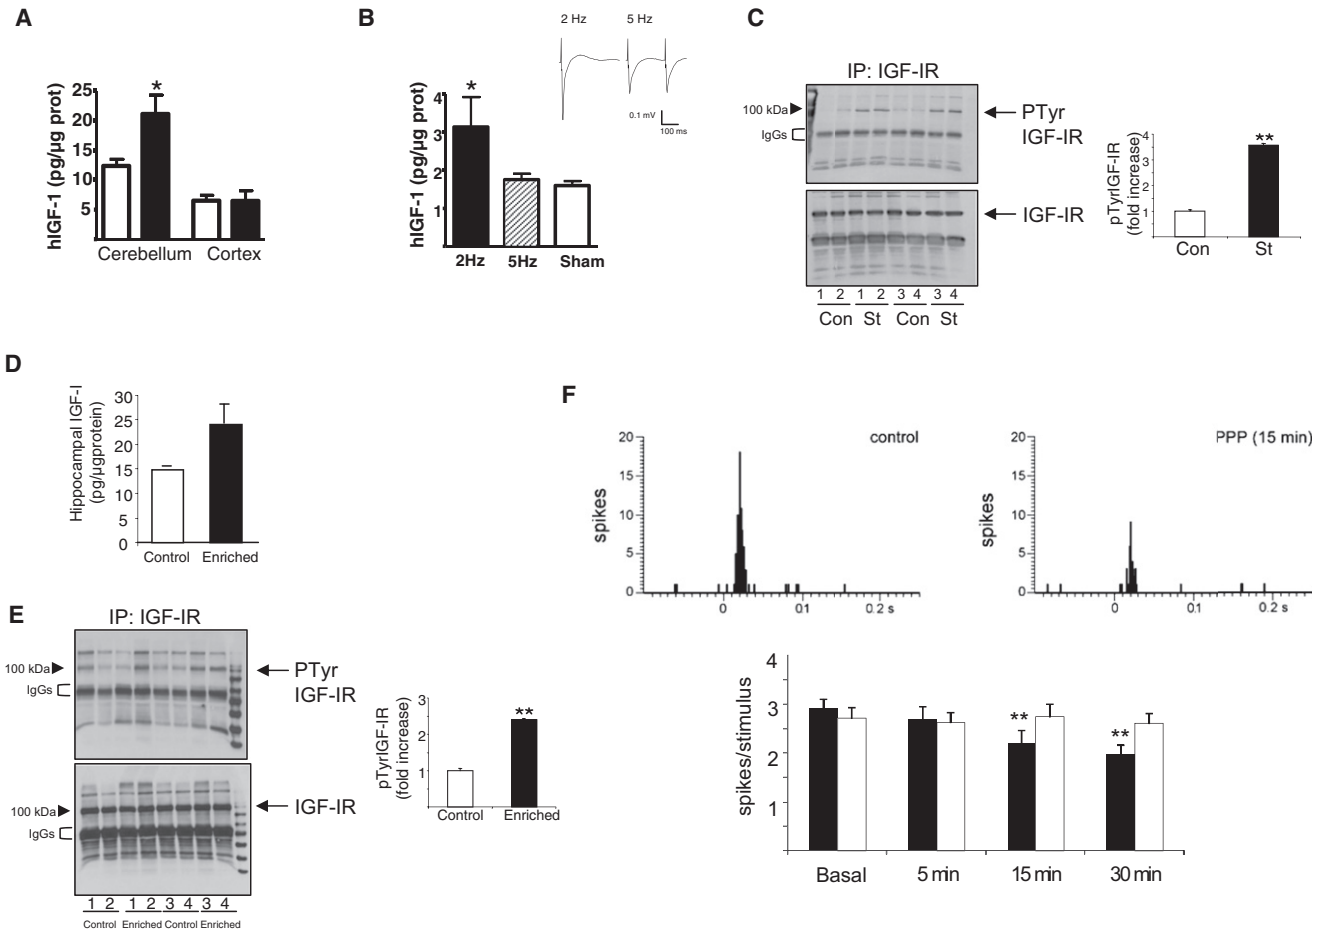 A
hIGF-1 (pg/µg prot)
25
20
15
10
5
*
Cerebellum Cortex
B
hIGF-1 (pg/µg prot)
4
3
2
1
*
2Hz 5Hz Sham
2 Hz 5 Hz
0.1 mV
100 ms
C
IP: IGF-IR
100 kDa
IgGs
PTyr
IGF-IR
IGF-IR
1 2 1 2 3 4 3 4
Con St Con St
pTyrIGF-IR
(fold increase)
4
3
2
1
**
Con St
D
Hippocampal IGF-I
(pg/µgprotein)
30
25
20
15
10
5
0
Control Enriched
E
IP: IGF-IR
100 kDa
IgGs
PTyr
IGF-IR
100 kDa
IgGs
IGF-IR
1 2 1 2 3 4 3 4
Control Enriched Control Enriched
pTyrIGF-IR
(fold increase)
3
2
1
**
Control Enriched
F
control
spikes
20
15
10
5
0
0 0.1 0.2 s
PPP (15 min)
spikes
20
15
10
5
0
0 0.1 0.2 s
spikes/stimulus
4
3
2
1
**
**
Basal 5 min 15 min 30 min